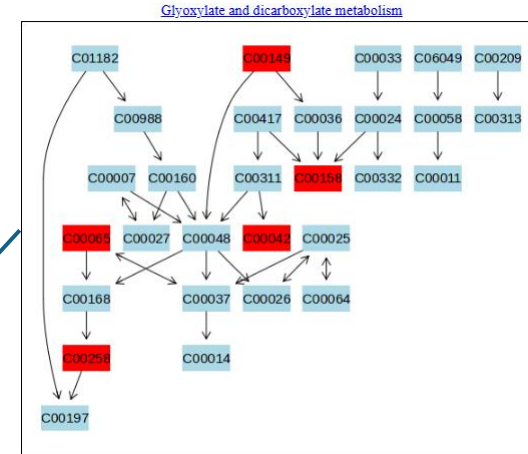 Glyoxylate and dicarboxylate metabolism
C01182 C00149 C00033 C06049 C00209
C00988 C00417 C00036 C00024 C00058 C00313
C00007 C00160 C00311 C00158 C00332 C00011
C00065 C00027 C00048 C00042 C00025
C00168 C00037 C00026 C00064
C00258 C00014
C00197